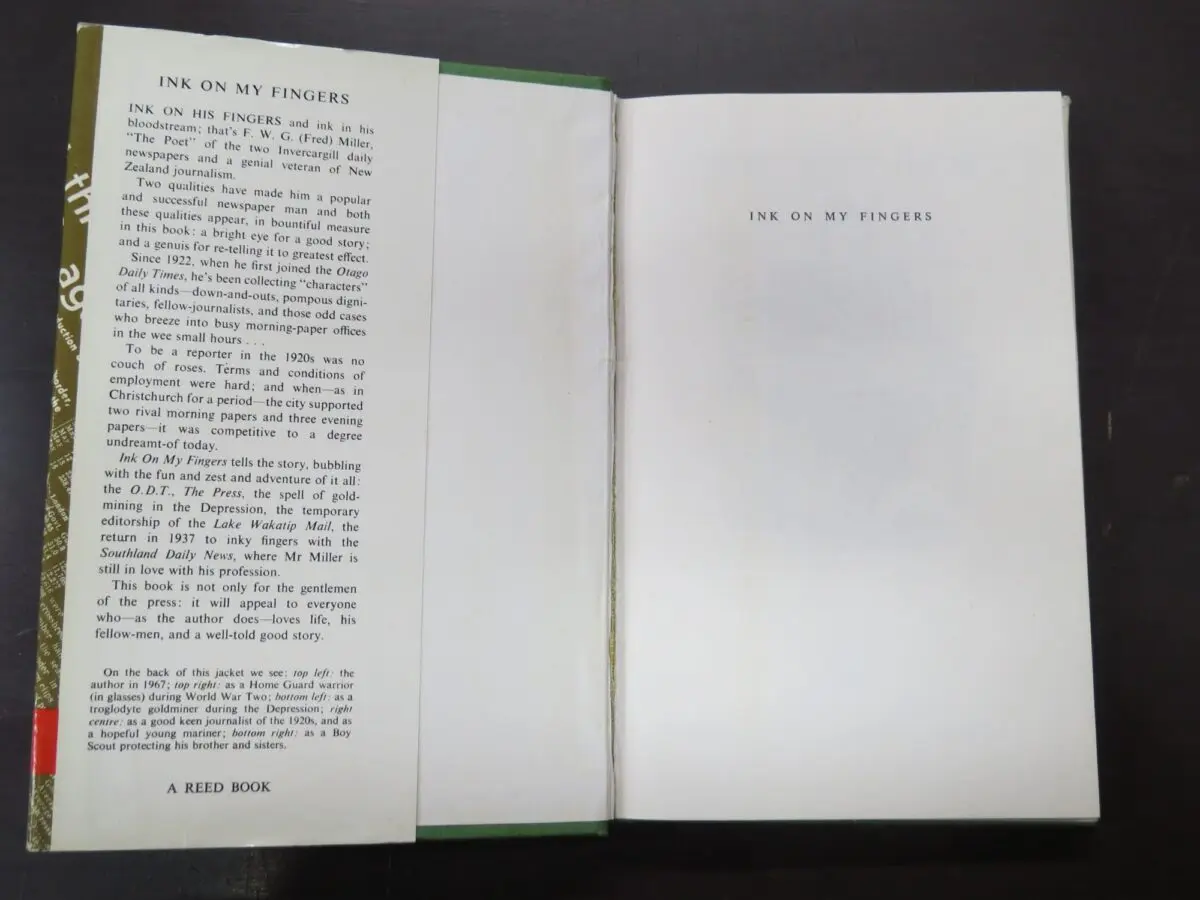 INK ON MY FINGERS
INK ON HIS FINGERS and ink in his
bloodstream; that's F. W. G. (Fred) Miller,
"The Poet" of the two Invercargill daily
newspapers and a genial veteran of New
Zealand journalism.
Two qualities have made him a popular
and successful newspaper man and both
these qualities appear, in bountiful measure
in this book: a bright eye for a good story;
and a genuis for re-telling it to greatest effect.
Since 1922, when he first joined the Otago
Daily Times, he's been collecting "characters"
of all kinds—down-and-outs, pompous digni-
taries, fellow-journalists, and those odd cases
who breeze into busy morning-paper offices
in the wee small hours . . .
To be a reporter in the 1920s was no
couch of roses. Terms and conditions of
employment were hard; and when—as in
Christchurch for a period—the city supported
two rival morning papers and three evening
papers—it was competitive to a degree
undreamt-of today.
Ink On My Fingers tells the story, bubbling
with the fun and zest and adventure of it all:
the O.D.T., The Press, the spell of gold-
mining in the Depression, the temporary
editorship of the Lake Wakatip Mail, the
return in 1937 to inky fingers with the
Southland Daily News, where Mr Miller is
still in love with his profession.
This book is not only for the gentlemen
of the press: it will appeal to everyone
who—as the author does—loves life, his
fellow-men, and a well-told good story.
On the back of this jacket we see: top left: the
author in 1967; top right: as a Home Guard warrior
(in glasses) during World War Two; bottom left: as a
troglodyte goldminer during the Depression; right
centre: as a good keen journalist of the 1920s, and as
a hopeful young mariner; bottom right: as a Boy
Scout protecting his brother and sisters.
A REED BOOK
INK ON MY FINGERS